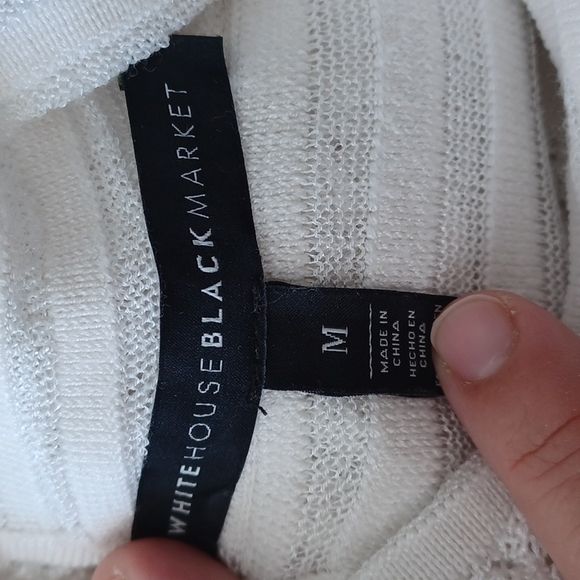 WHITEHOUSEBLACKMARKET
M
MADE IN
CHINA
HECHO EN
CHINA